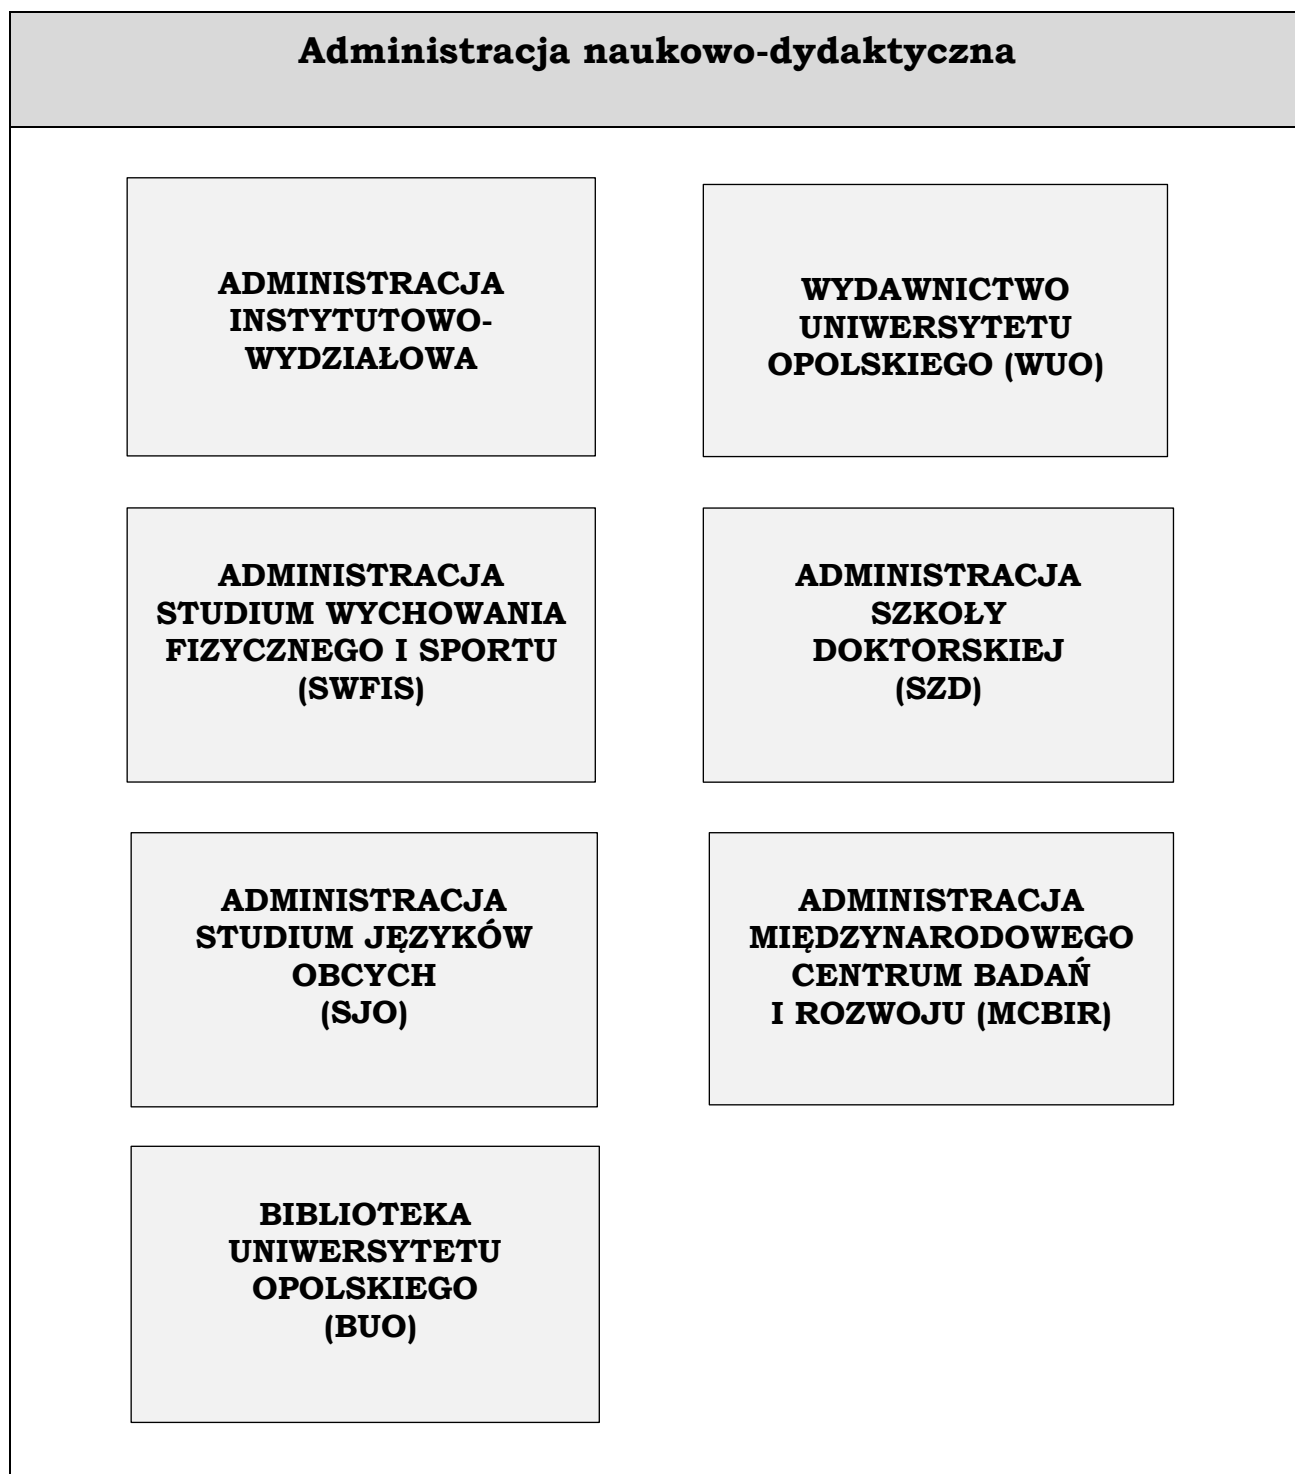 Administracja naukowo-dydaktyczna
ADMINISTRACJA
INSTYTUTOWO-
WYDZIAŁOWA
WYDAWNICTWO
UNIWERSYTETU
OPOLSKIEGO (WUO)
ADMINISTRACJA
STUDIUM WYCHOWANIA
FIZYCZNEGO I SPORTU
(SWFIS)
ADMINISTRACJA
SZKOŁY
DOKTORSKIEJ
(SZD)
ADMINISTRACJA
STUDIUM JĘZYKÓW
OBCYCH
(SJO)
ADMINISTRACJA
MIĘDZYNARODOWEGO
CENTRUM BADAŃ
I ROZWOJU (MCBIR)
BIBLIOTEKA
UNIWERSYTETU
OPOLSKIEGO
(BUO)